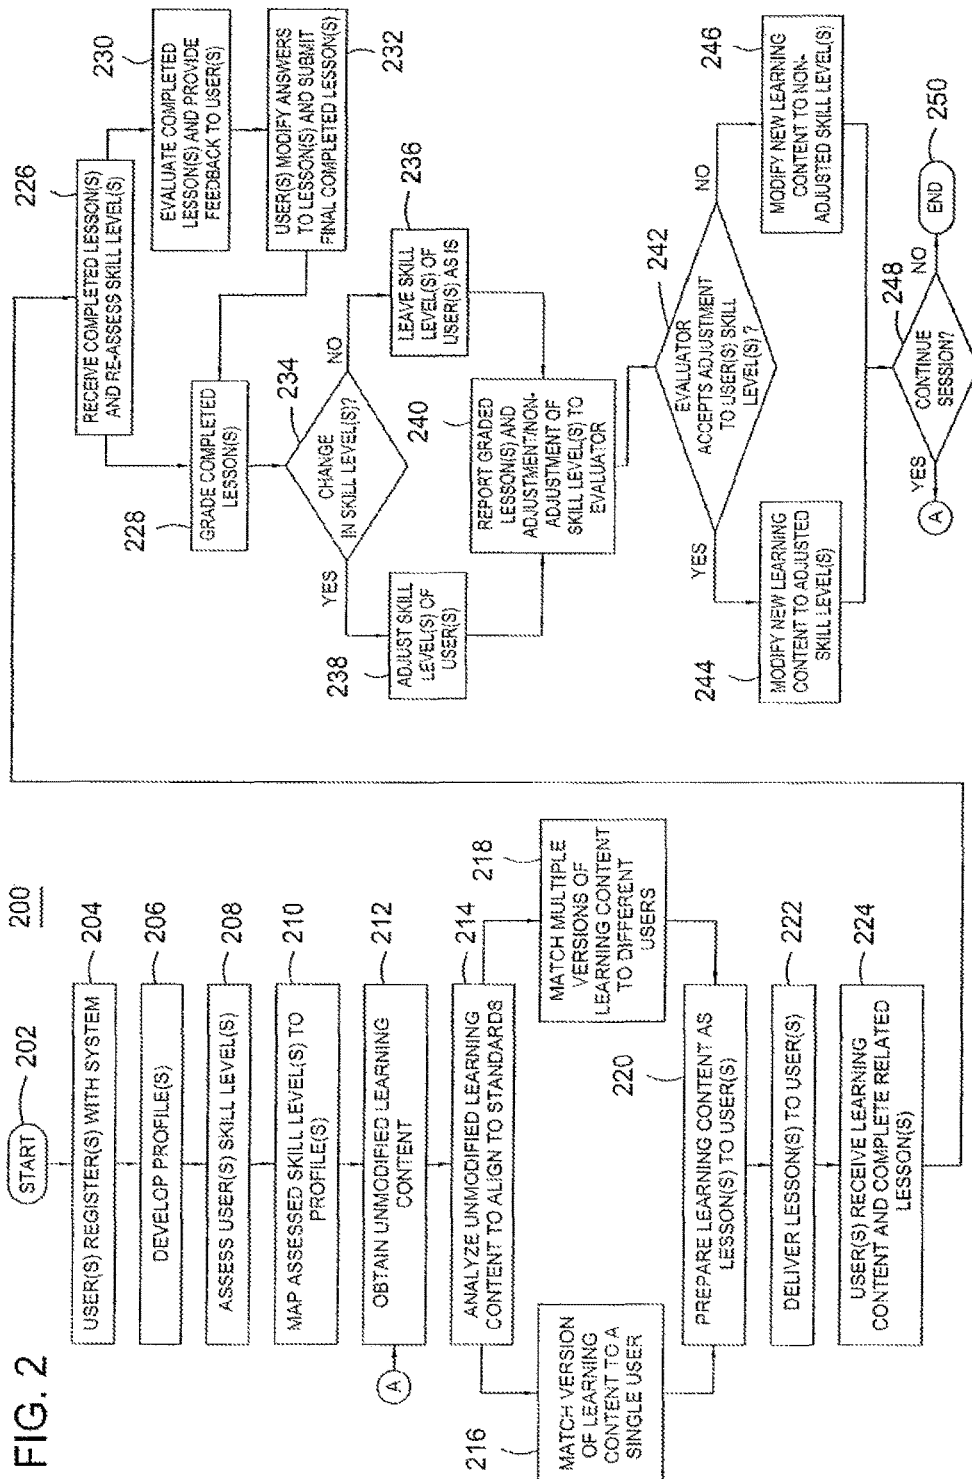 FIG. 2
200
START
202
USER(S) REGISTER(S) WITH SYSTEM
204
DEVELOP PROFILE(S)
206
ASSESS USER(S) SKILL LEVEL(S)
208
MAP ASSESSED SKILL LEVEL(S) TO
PROFILE(S)
210
A
OBTAIN UNMODIFIED LEARNING
CONTENT
212
ANALYZE UNMODIFIED LEARNING
CONTENT TO ALIGN TO STANDARDS
214
MATCH VERSION
OF LEARNING
CONTENT TO A
SINGLE USER
216
MATCH MULTIPLE
VERSIONS OF
LEARNING CONTENT
TO DIFFERENT
USERS
218
PREPARE LEARNING CONTENT AS
LESSON(S) TO USER(S)
220
DELIVER LESSON(S) TO USER(S)
222
USER(S) RECEIVE LEARNING
CONTENT AND COMPLETE RELATED
LESSON(S)
224
RECEIVE COMPLETED LESSON(S)
AND RE-ASSESS SKILL LEVEL(S)
226
GRADE COMPLETED
LESSON(S)
228
EVALUATE COMPLETED
LESSON(S) AND PROVIDE
FEEDBACK TO USER(S)
230
USER(S) MODIFY ANSWERS
TO LESSON(S) AND SUBMIT
FINAL COMPLETED LESSON(S)
232
CHANGE
IN SKILL LEVEL(S)?
234
YES
NO
LEAVE SKILL
LEVEL(S) OF
USER(S) AS IS
236
ADJUST SKILL
LEVEL(S) OF
USER(S)
238
REPORT GRADED
LESSON(S) AND
ADJUSTMENT/NON-
ADJUSTMENT OF
SKILL LEVEL(S) TO
EVALUATOR
240
EVALUATOR
ACCEPTS ADJUSTMENT
TO USER(S) SKILL
LEVEL(S) ?
242
YES
NO
MODIFY NEW LEARNING
CONTENT TO ADJUSTED
SKILL LEVEL(S)
244
MODIFY NEW LEARNING
CONTENT TO NON-
ADJUSTED SKILL LEVEL(S)
246
CONTINUE
SESSION?
248
YES
NO
A
END
250